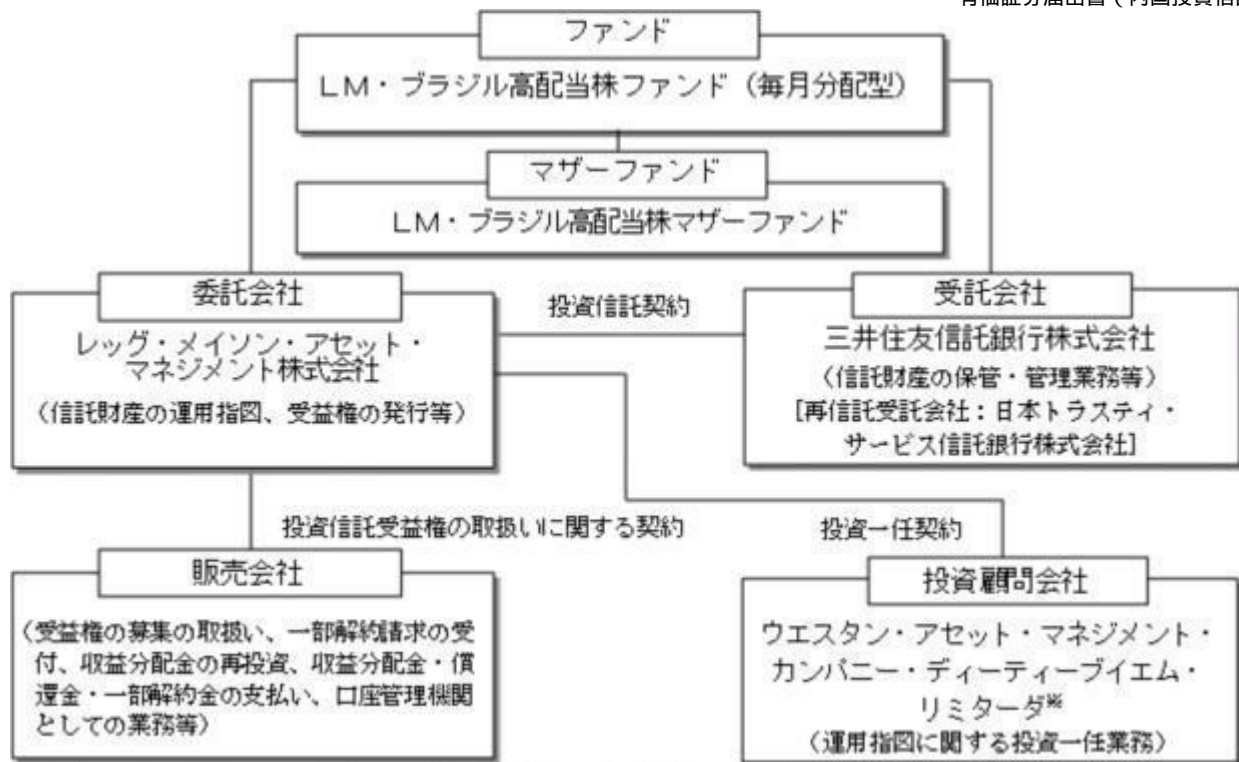 ファンド
LM・ブラジル高配当株ファンド（毎月分配型）
マザーファンド
LM・ブラジル高配当株マザーファンド
委託会社
レッグ・メイソン・アセット・
マネジメント株式会社
（信託財産の運用指図、受益権の発行等）
投資信託契約
受託会社
三井住友信託銀行株式会社
（信託財産の保管・管理業務等）
[再信託受託会社：日本トラスティ・
サービス信託銀行株式会社]
投資信託受益権の取扱いに関する契約
投資一任契約
販売会社
（受益権の募集の取扱い、一部解約請求の受
付、収益分配金の再投資、収益分配金・償
還金・一部解約金の支払い、口座管理機関
としての業務等）
投資顧問会社
ウエスタン・アセット・マネジメント・
カンパニー・ディーティーブイエム・
リミターダ※
（運用指図に関する投資一任業務）